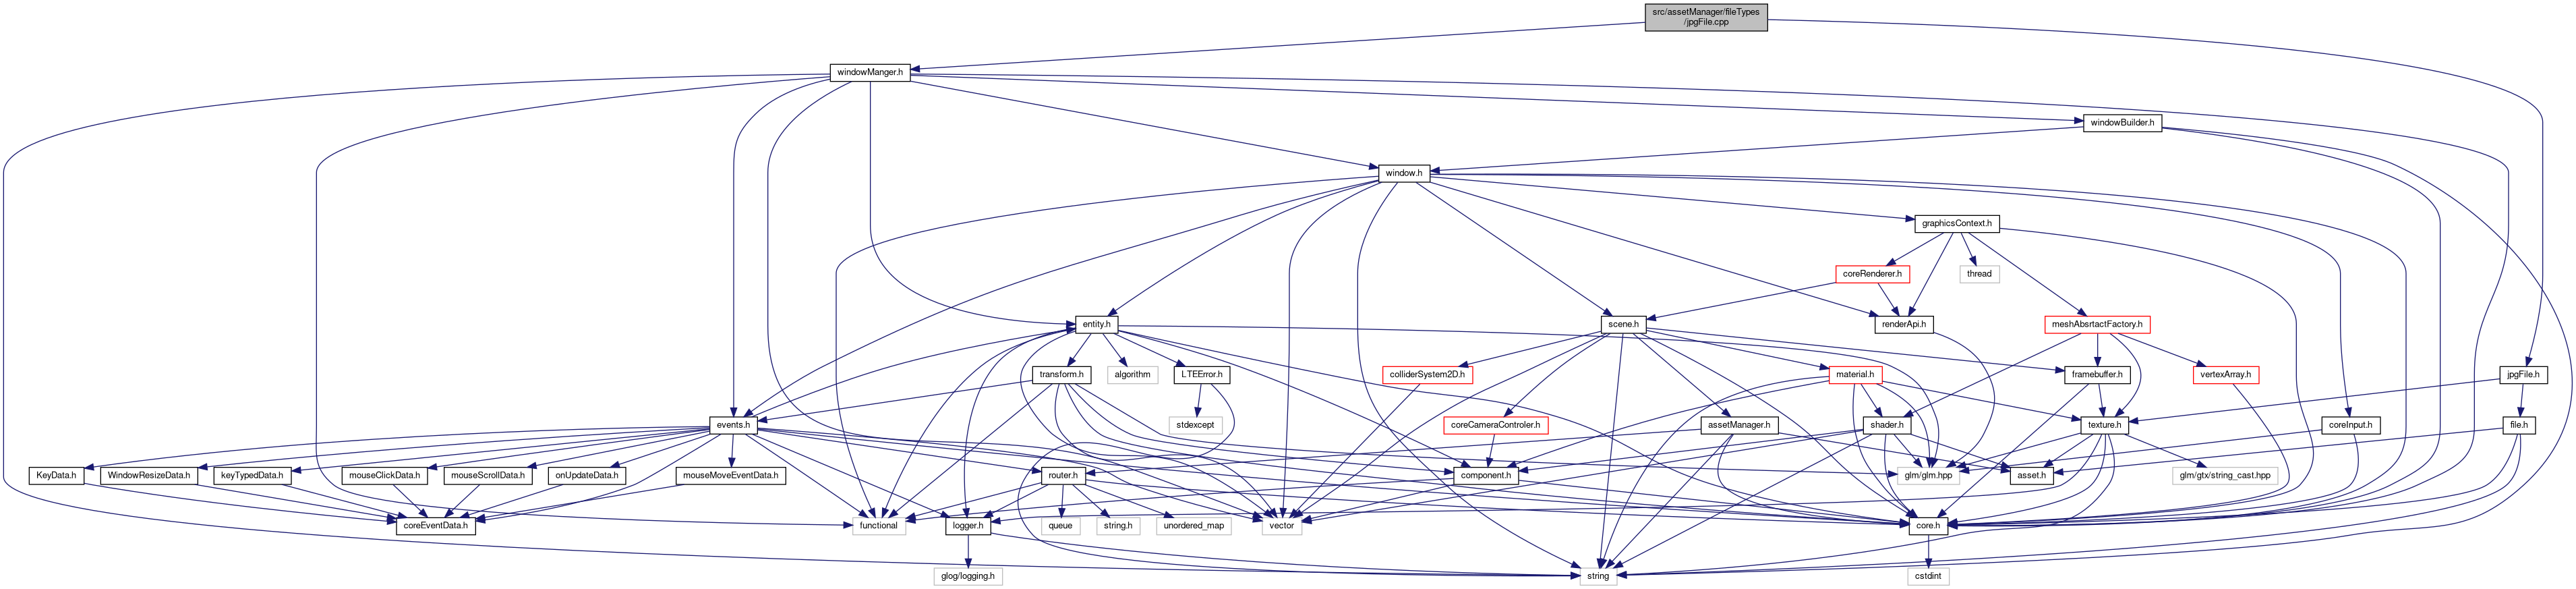 src/assetManager/fileTypes
/jpgFile.cpp
windowManger.h
windowBuilder.h
window.h
graphicsContext.h
coreRenderer.h
thread
entity.h
scene.h
renderApi.h
meshAbsrtactFactory.h
transform.h
algorithm
LTEError.h
colliderSystem2D.h
material.h
framebuffer.h
vertexArray.h
jpgFile.h
stdexcept
events.h
coreCameraControler.h
assetManager.h
shader.h
texture.h
coreInput.h
file.h
KeyData.h
WindowResizeData.h
keyTypedData.h
mouseClickData.h
mouseScrollData.h
onUpdateData.h
mouseMoveEventData.h
router.h
component.h
glm/glm.hpp
asset.h
glm/gtx/string_cast.hpp
coreEventData.h
functional
logger.h
queue
string.h
unordered_map
vector
core.h
glog/logging.h
string
cstdint